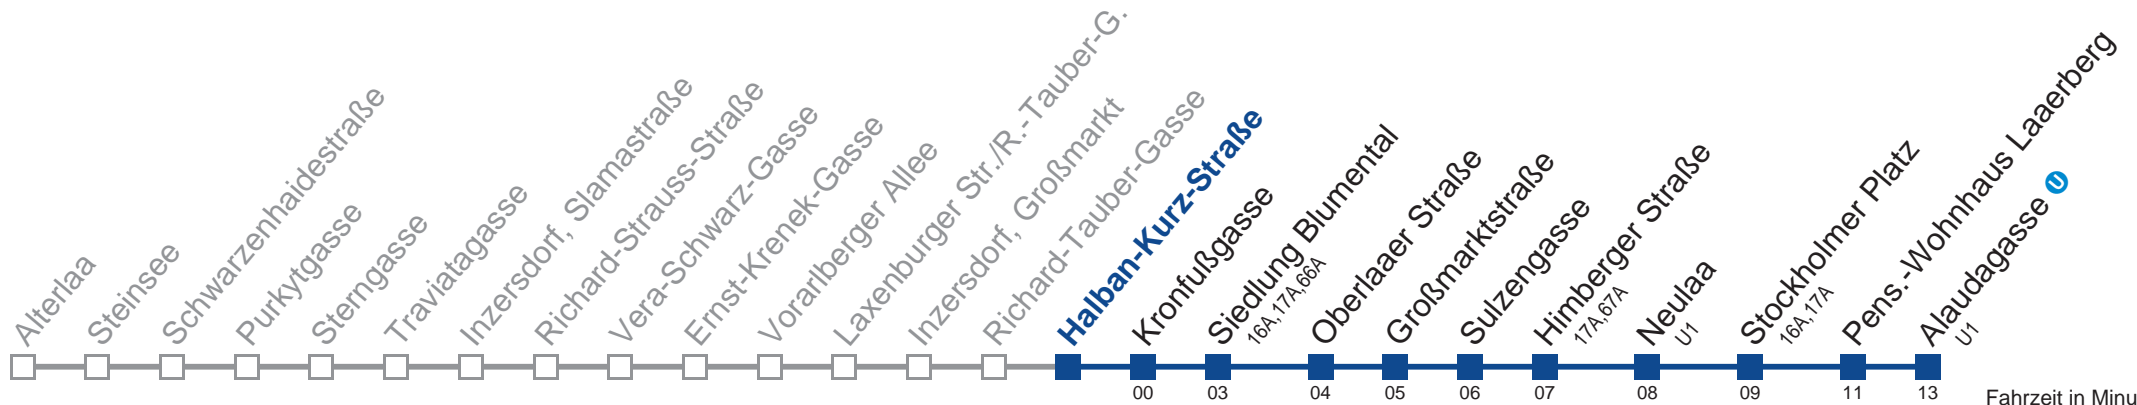 Alterlaa
Steinsee
Schwarzenhaidestraße
Purkytgasse
Sterngasse
Traviatagasse
Inzersdorf, Slamastraße
Richard-Strauss-Straße
Vera-Schwarz-Gasse
Ernst-Krenek-Gasse
Vorarlberger Allee
Laxenburger Str./R.-Tauber-G.
Inzersdorf, Großmarkt
Richard-Tauber-Gasse
Halban-Kurz-Straße
Kronfußgasse
Siedlung Blumental
16A,17A,66A
Oberlaaer Straße
Großmarktstraße
Sulzengasse
Himberger Straße
17A,67A
Neulaa
U1
Stockholmer Platz
16A,17A
Pens.-Wohnhaus Laaerberg
Alaudagasse U
U1
00 03 04 05 06 07 08 09 11 13
Fahrzeit in Minu